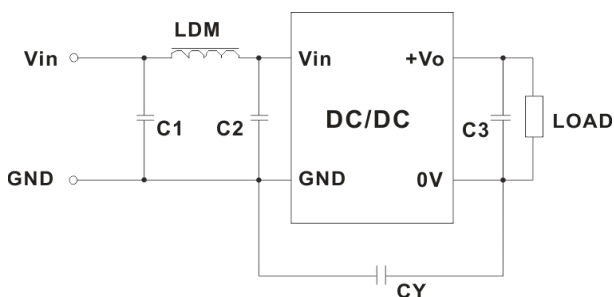 LDM
Vin
Vin
+Vo
C1
C2
DC/DC
C3
LOAD
GND
GND
0V
CY